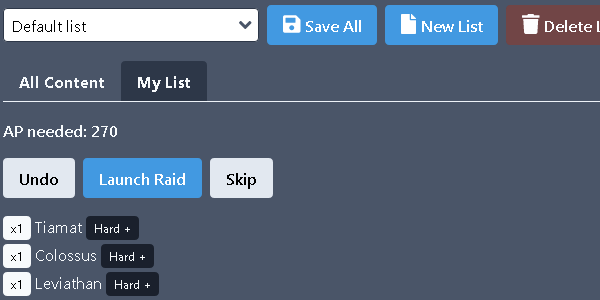 Default list Save All New List Delete L
All Content My List
AP needed: 270
Undo Launch Raid Skip
x1 Tiamat Hard +
x1 Colossus Hard +
x1 Leviathan Hard +